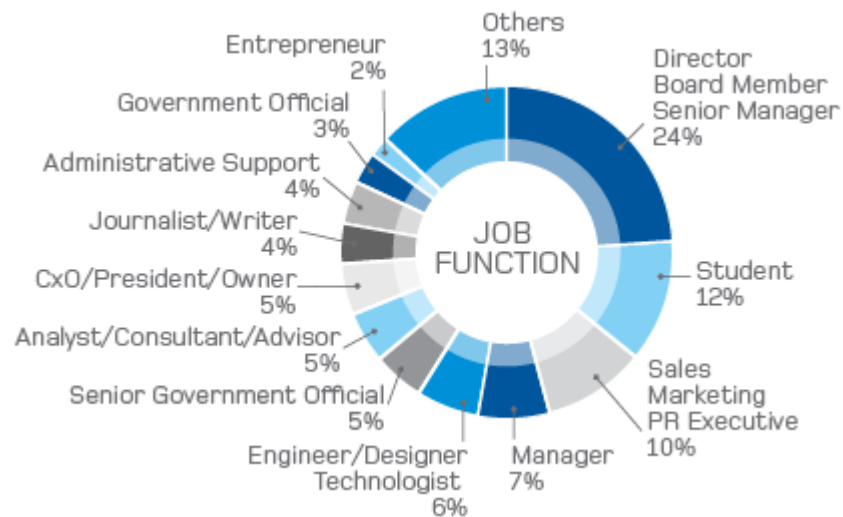 Others
13%
Director
Board Member
Senior Manager
24%
Student
12%
Sales
Marketing
PR Executive
10%
Manager
7%
Engineer/Designer
Technologist
6%
Senior Government Official
5%
Analyst/Consultant/Advisor
5%
CxO/President/Owner
5%
Journalist/Writer
4%
Administrative Support
4%
Government Official
3%
Entrepreneur
2%
JOB
FUNCTION